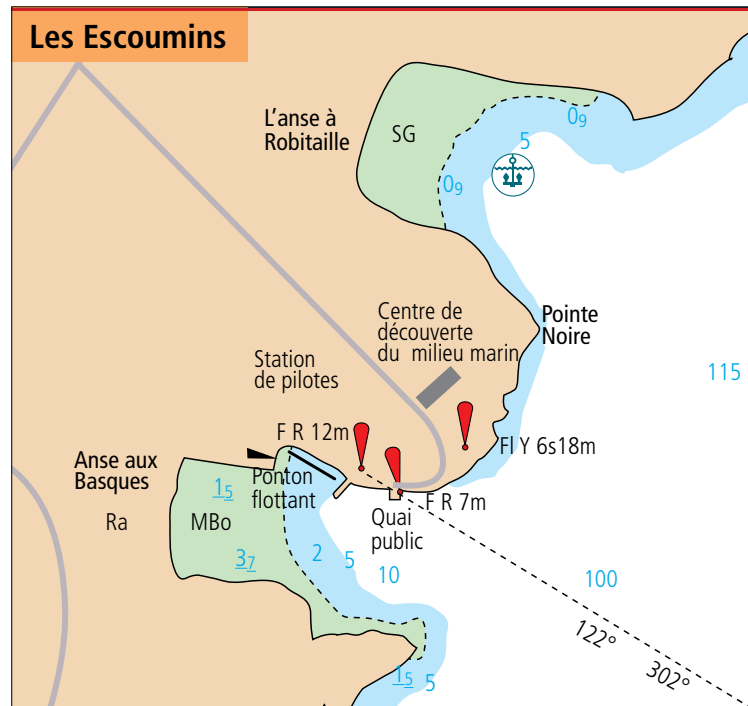 Les Escoumins
L'anse à
Robitaille
SG
0₉
5
0₉
Centre de
découverte
du milieu marin
Pointe
Noire
115
Station
de pilotes
F R 12m
Fl Y 6s18m
Anse aux
Basques
Ponton
flottant
F R 7m
1₅
Ra
MBo
Quai
public
3₇
2
5
10
100
122°
302°
1₅
5